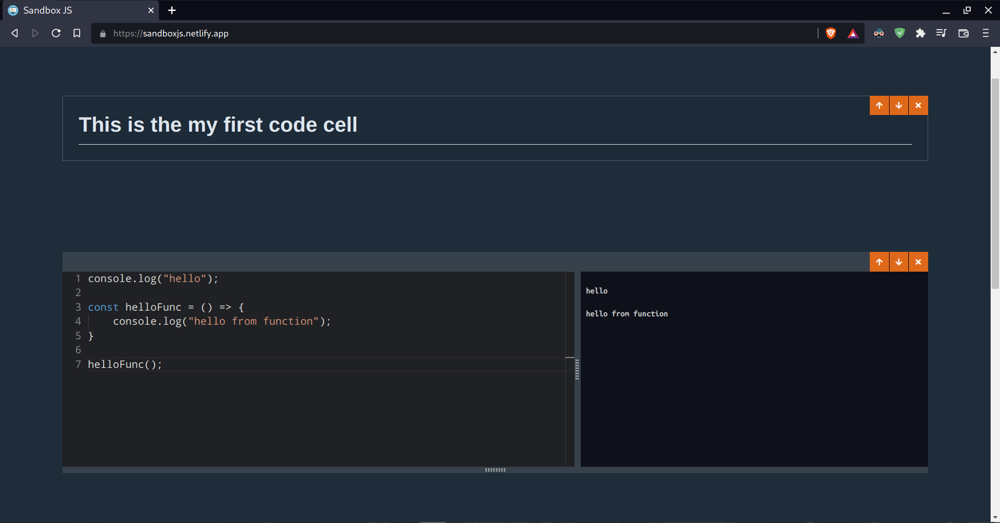 Sandbox JS
https://sandboxjs.netlify.app
This is the my first code cell
1 console.log("hello");
2
3 const helloFunc = () => {
4     console.log("hello from function");
5 }
6
7 helloFunc();
hello
hello from function